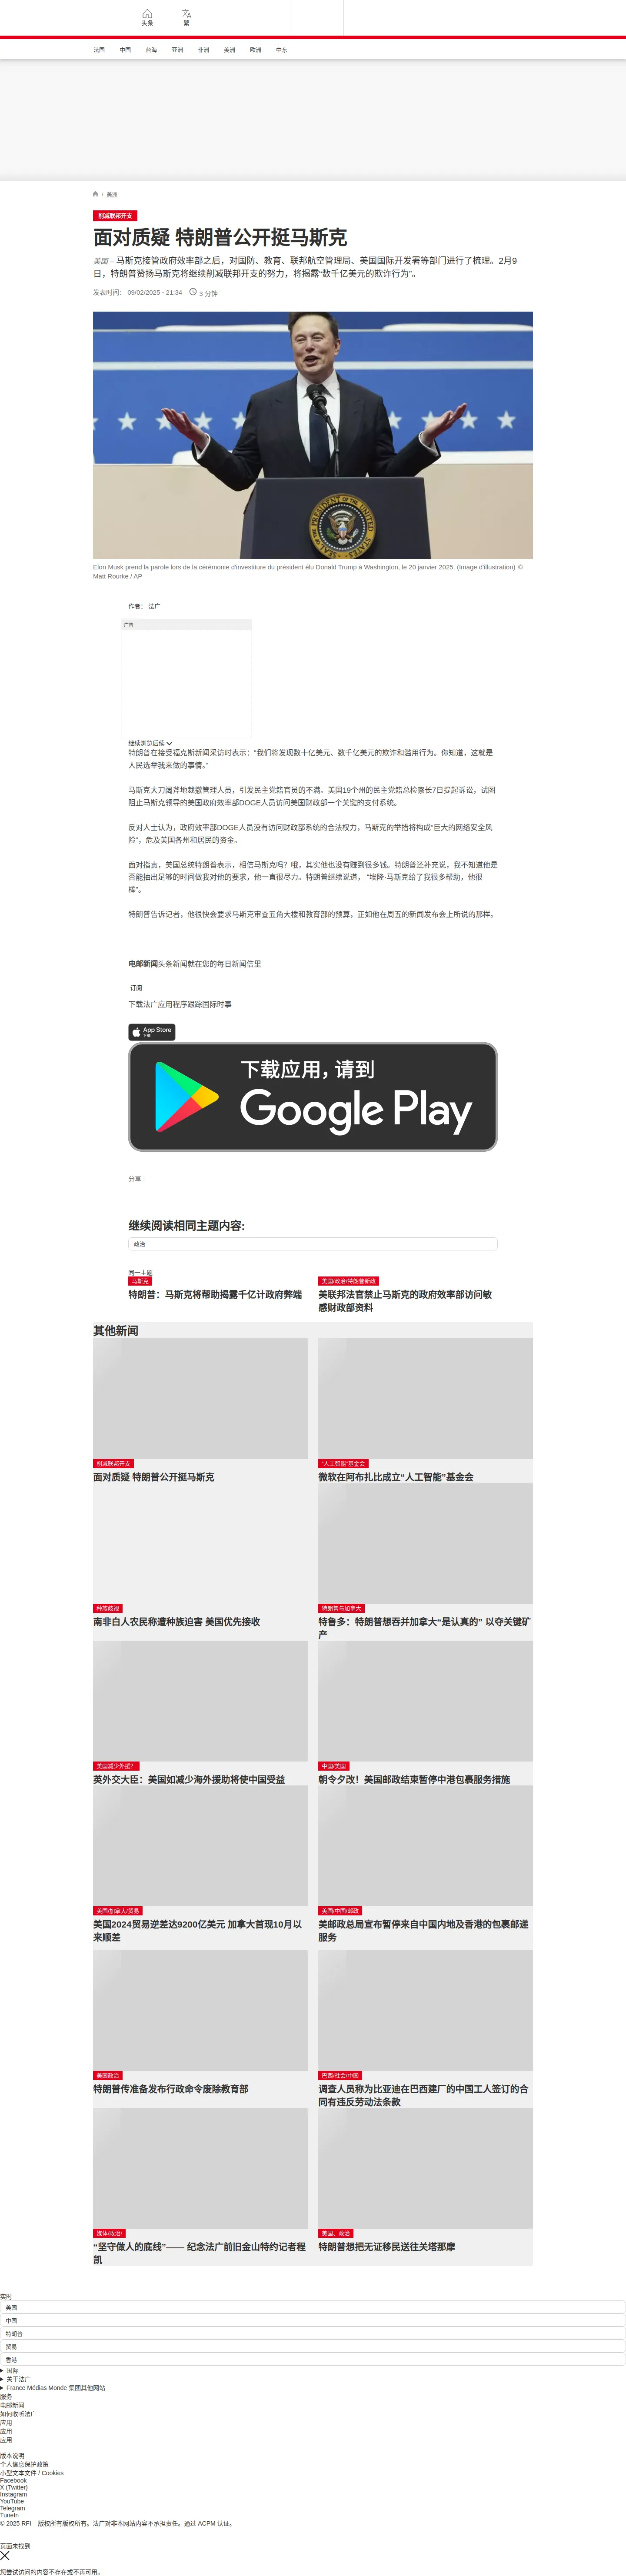 头条
繁
法国
中国
台海
亚洲
非洲
美洲
欧洲
中东
/ 美洲
削减联邦开支
面对质疑 特朗普公开挺马斯克
美国 – 马斯克接管政府效率部之后，对国防、教育、联邦航空管理局、美国国际开发署等部门进行了梳理。2月9
日，特朗普赞扬马斯克将继续削减联邦开支的努力，将揭露“数千亿美元的欺诈行为”。
发表时间： 09/02/2025 - 21:34 3 分钟
Elon Musk prend la parole lors de la cérémonie d'investiture du président élu Donald Trump à Washington, le 20 janvier 2025. (Image d'illustration) ©
Matt Rourke / AP
作者： 法广
广告
继续浏览后续
特朗普在接受福克斯新闻采访时表示：“我们将发现数十亿美元、数千亿美元的欺诈和滥用行为。你知道，这就是
人民选举我来做的事情。”
马斯克大刀阔斧地裁撤管理人员，引发民主党籍官员的不满。美国19个州的民主党籍总检察长7日提起诉讼，试图
阻止马斯克领导的美国政府效率部DOGE人员访问美国财政部一个关键的支付系统。
反对人士认为，政府效率部DOGE人员没有访问财政部系统的合法权力，马斯克的举措将构成“巨大的网络安全风
险”，危及美国各州和居民的资金。
面对指责，美国总统特朗普表示，相信马斯克吗？哦，其实他也没有赚到很多钱。特朗普还补充说，我不知道他是
否能抽出足够的时间做我对他的要求，他一直很尽力。特朗普继续说道， “埃隆·马斯克给了我很多帮助，他很
棒”。
特朗普告诉记者，他很快会要求马斯克审查五角大楼和教育部的预算，正如他在周五的新闻发布会上所说的那样。
电邮新闻头条新闻就在您的每日新闻信里
订阅
下载法广应用程序跟踪国际时事
App Store
下载
下载应用，请到
Google Play
分享 :
继续阅读相同主题内容:
政治
同一主题
马斯克
特朗普：马斯克将帮助揭露千亿计政府弊端
美国/政治/特朗普新政
美联邦法官禁止马斯克的政府效率部访问敏
感财政部资料
其他新闻
削减联邦开支
面对质疑 特朗普公开挺马斯克
“人工智能”基金会
微软在阿布扎比成立“人工智能”基金会
种族歧视
南非白人农民称遭种族迫害 美国优先接收
特朗普与加拿大
特鲁多：特朗普想吞并加拿大“是认真的” 以夺关键矿
产
美国减少外援？
英外交大臣：美国如减少海外援助将使中国受益
中国/美国
朝令夕改！美国邮政结束暂停中港包裹服务措施
美国/加拿大/贸易
美国2024贸易逆差达9200亿美元 加拿大首现10月以
来顺差
美国/中国/邮政
美邮政总局宣布暂停来自中国内地及香港的包裹邮递
服务
美国政治
特朗普传准备发布行政命令废除教育部
巴西/社会/中国
调查人员称为比亚迪在巴西建厂的中国工人签订的合
同有违反劳动法条款
媒体/政治/
“坚守做人的底线”—— 纪念法广前旧金山特约记者程
凯
美国、政治
特朗普想把无证移民送往关塔那摩
实时
美国
中国
特朗普
贸易
香港
国际
关于法广
France Médias Monde 集团其他网站
服务
电邮新闻
如何收听法广
应用
应用
应用
版本说明
个人信息保护政策
小型文本文件 / Cookies
Facebook
X (Twitter)
Instagram
YouTube
Telegram
TuneIn
© 2025 RFI – 版权所有版权所有。法广对非本网站内容不承担责任。通过 ACPM 认证。
页面未找到
您尝试访问的内容不存在或不再可用。